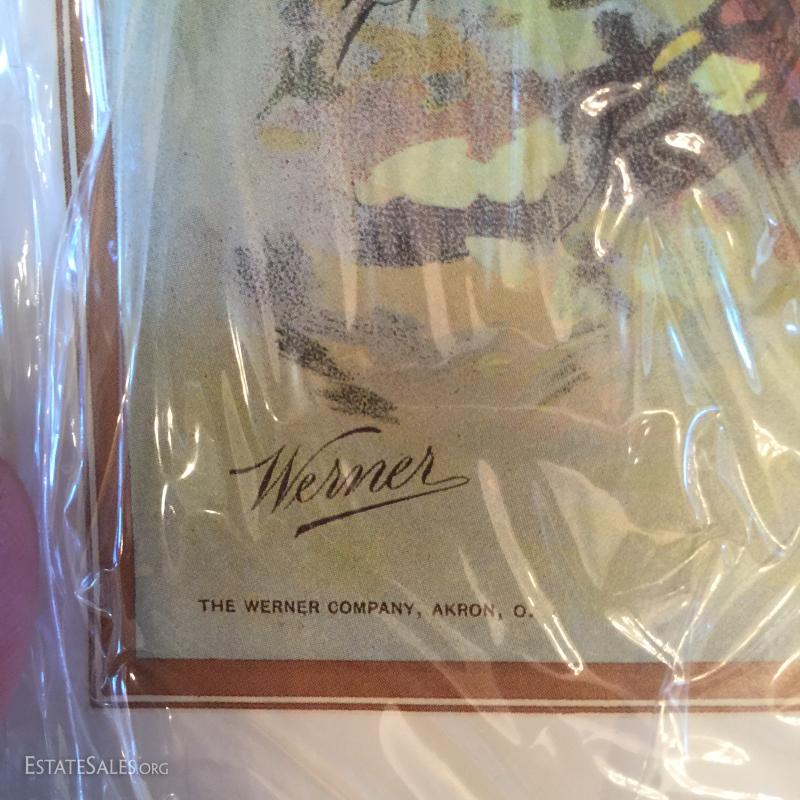 Werner
THE WERNER COMPANY, AKRON, O.
ESTATESALES.ORG